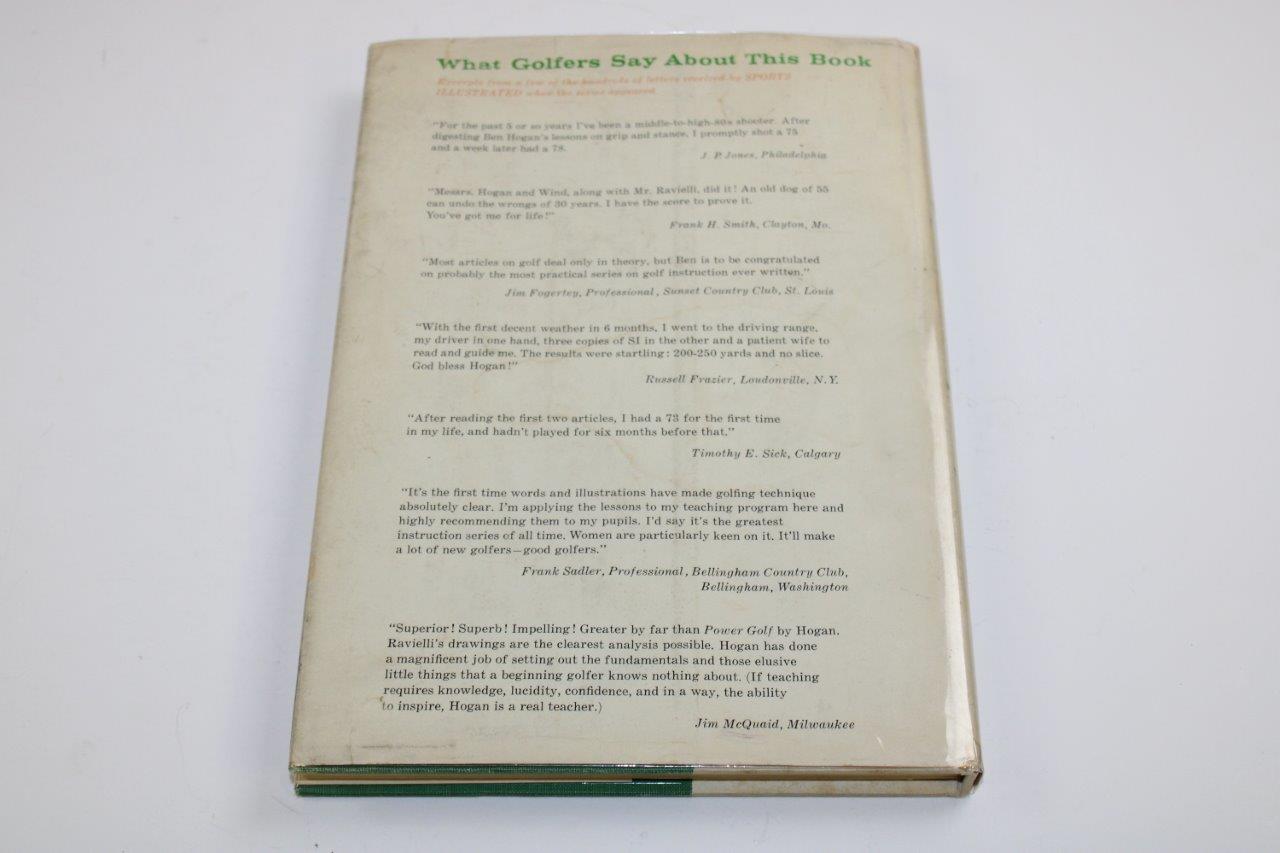 What Golfers Say About This Book
Excerpts from a few of the hundreds of letters received by SPORTS
ILLUSTRATED when the series appeared.
"For the past 5 or so years I've been a middle-to-high-80s shooter. After
digesting Ben Hogan's lessons on grip and stance, I promptly shot a 75
and a week later had a 78.
J. P. Jones, Philadelphia
"Messrs. Hogan and Wind, along with Mr. Ravielli, did it! An old dog of 55
can undo the wrongs of 30 years. I have the score to prove it.
You've got me for life!"
Frank H. Smith, Clayton, Mo.
"Most articles on golf deal only in theory, but Ben is to be congratulated
on probably the most practical series on golf instruction ever written."
Jim Fogertey, Professional, Sunset Country Club, St. Louis
"With the first decent weather in 6 months, I went to the driving range,
my driver in one hand, three copies of SI in the other and a patient wife to
read and guide me. The results were startling: 200-250 yards and no slice.
God bless Hogan!"
Russell Frazier, Loudonville, N.Y.
"After reading the first two articles, I had a 73 for the first time
in my life, and hadn't played for six months before that."
Timothy E. Sick, Calgary
"It's the first time words and illustrations have made golfing technique
absolutely clear. I'm applying the lessons to my teaching program here and
highly recommending them to my pupils. I'd say it's the greatest
instruction series of all time. Women are particularly keen on it. It'll make
a lot of new golfers—good golfers."
Frank Sadler, Professional, Bellingham Country Club,
Bellingham, Washington
"Superior! Superb! Impelling! Greater by far than Power Golf by Hogan.
Ravielli's drawings are the clearest analysis possible. Hogan has done
a magnificent job of setting out the fundamentals and those elusive
little things that a beginning golfer knows nothing about. (If teaching
requires knowledge, lucidity, confidence, and in a way, the ability
to inspire, Hogan is a real teacher.)
Jim McQuaid, Milwaukee